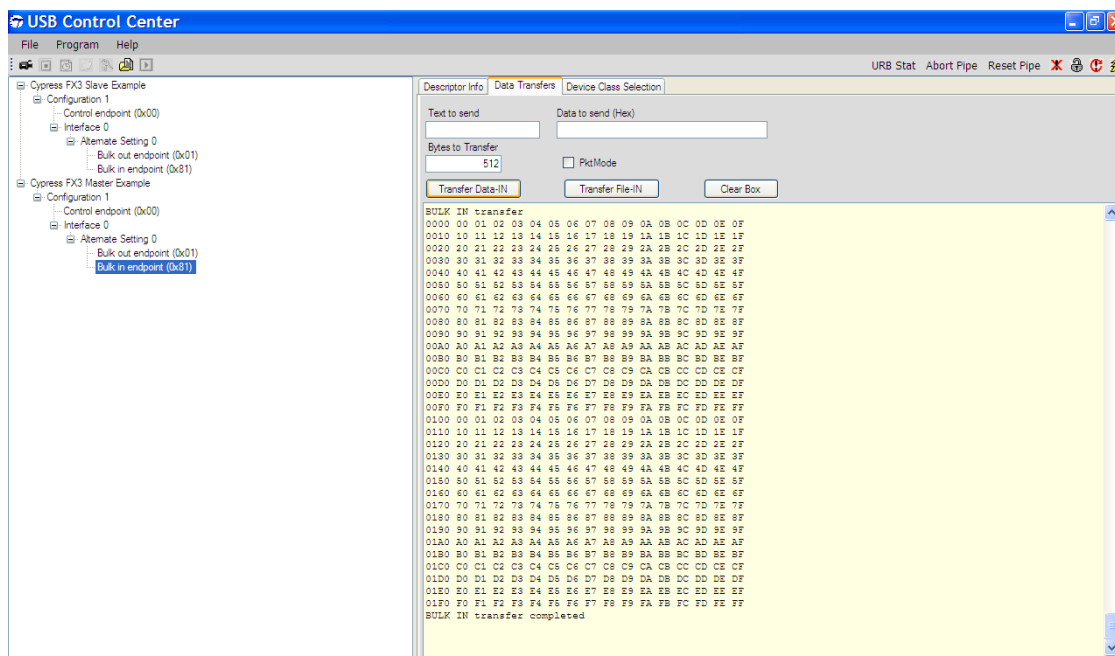 USB Control Center
File Program Help
URB Stat Abort Pipe Reset Pipe
Cypress FX3 Slave Example
Configuration 1
Control endpoint (0x00)
Interface 0
Alternate Setting 0
Bulk out endpoint (0x01)
Bulk in endpoint (0x81)
Cypress FX3 Master Example
Configuration 1
Control endpoint (0x00)
Interface 0
Alternate Setting 0
Bulk out endpoint (0x01)
Bulk in endpoint (0x81)
Descriptor Info Data Transfers Device Class Selection
Text to send Data to send (Hex)
Bytes to Transfer
512 PktMode
Transfer Data-IN Transfer File-IN Clear Box
BULK IN transfer
0000 00 01 02 03 04 05 06 07 08 09 0A 0B 0C 0D 0E 0F
0010 10 11 12 13 14 15 16 17 18 19 1A 1B 1C 1D 1E 1F
0020 20 21 22 23 24 25 26 27 28 29 2A 2B 2C 2D 2E 2F
0030 30 31 32 33 34 35 36 37 38 39 3A 3B 3C 3D 3E 3F
0040 40 41 42 43 44 45 46 47 48 49 4A 4B 4C 4D 4E 4F
0050 50 51 52 53 54 55 56 57 58 59 5A 5B 5C 5D 5E 5F
0060 60 61 62 63 64 65 66 67 68 69 6A 6B 6C 6D 6E 6F
0070 70 71 72 73 74 75 76 77 78 79 7A 7B 7C 7D 7E 7F
0080 80 81 82 83 84 85 86 87 88 89 8A 8B 8C 8D 8E 8F
0090 90 91 92 93 94 95 96 97 98 99 9A 9B 9C 9D 9E 9F
00A0 A0 A1 A2 A3 A4 A5 A6 A7 A8 A9 AA AB AC AD AE AF
00B0 B0 B1 B2 B3 B4 B5 B6 B7 B8 B9 BA BB BC BD BE BF
00C0 C0 C1 C2 C3 C4 C5 C6 C7 C8 C9 CA CB CC CD CE CF
00D0 D0 D1 D2 D3 D4 D5 D6 D7 D8 D9 DA DB DC DD DE DF
00E0 E0 E1 E2 E3 E4 E5 E6 E7 E8 E9 EA EB EC ED EE EF
00F0 F0 F1 F2 F3 F4 F5 F6 F7 F8 F9 FA FB FC FD FE FF
0100 00 01 02 03 04 05 06 07 08 09 0A 0B 0C 0D 0E 0F
0110 10 11 12 13 14 15 16 17 18 19 1A 1B 1C 1D 1E 1F
0120 20 21 22 23 24 25 26 27 28 29 2A 2B 2C 2D 2E 2F
0130 30 31 32 33 34 35 36 37 38 39 3A 3B 3C 3D 3E 3F
0140 40 41 42 43 44 45 46 47 48 49 4A 4B 4C 4D 4E 4F
0150 50 51 52 53 54 55 56 57 58 59 5A 5B 5C 5D 5E 5F
0160 60 61 62 63 64 65 66 67 68 69 6A 6B 6C 6D 6E 6F
0170 70 71 72 73 74 75 76 77 78 79 7A 7B 7C 7D 7E 7F
0180 80 81 82 83 84 85 86 87 88 89 8A 8B 8C 8D 8E 8F
0190 90 91 92 93 94 95 96 97 98 99 9A 9B 9C 9D 9E 9F
01A0 A0 A1 A2 A3 A4 A5 A6 A7 A8 A9 AA AB AC AD AE AF
01B0 B0 B1 B2 B3 B4 B5 B6 B7 B8 B9 BA BB BC BD BE BF
01C0 C0 C1 C2 C3 C4 C5 C6 C7 C8 C9 CA CB CC CD CE CF
01D0 D0 D1 D2 D3 D4 D5 D6 D7 D8 D9 DA DB DC DD DE DF
01E0 E0 E1 E2 E3 E4 E5 E6 E7 E8 E9 EA EB EC ED EE EF
01F0 F0 F1 F2 F3 F4 F5 F6 F7 F8 F9 FA FB FC FD FE FF
BULK IN transfer completed